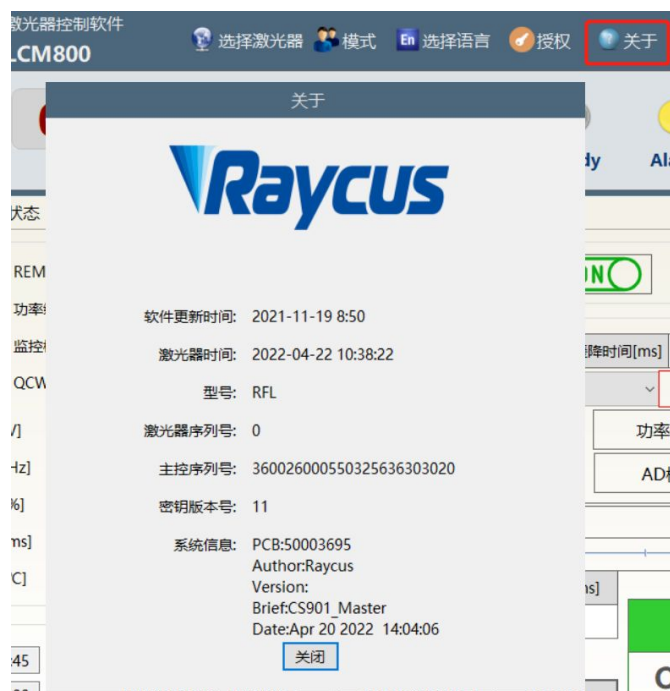 激光器控制软件
LCM800
选择激光器
模式
En 选择语言
授权
关于
关于
Raycus
状态
REM
功率
监控
QCW
Hz]
%]
ms]
℃]
:45
软件更新时间: 2021-11-19 8:50
激光器时间: 2022-04-22 10:38:22
型号: RFL
激光器序列号: 0
主控序列号: 360026000550325636303020
密钥版本号: 11
系统信息: PCB:50003695
Author:Raycus
Version:
Brief:CS901_Master
Date:Apr 20 2022 14:04:06
关闭
dy
Al
ON
降时间[ms]
功率
AD
ms]